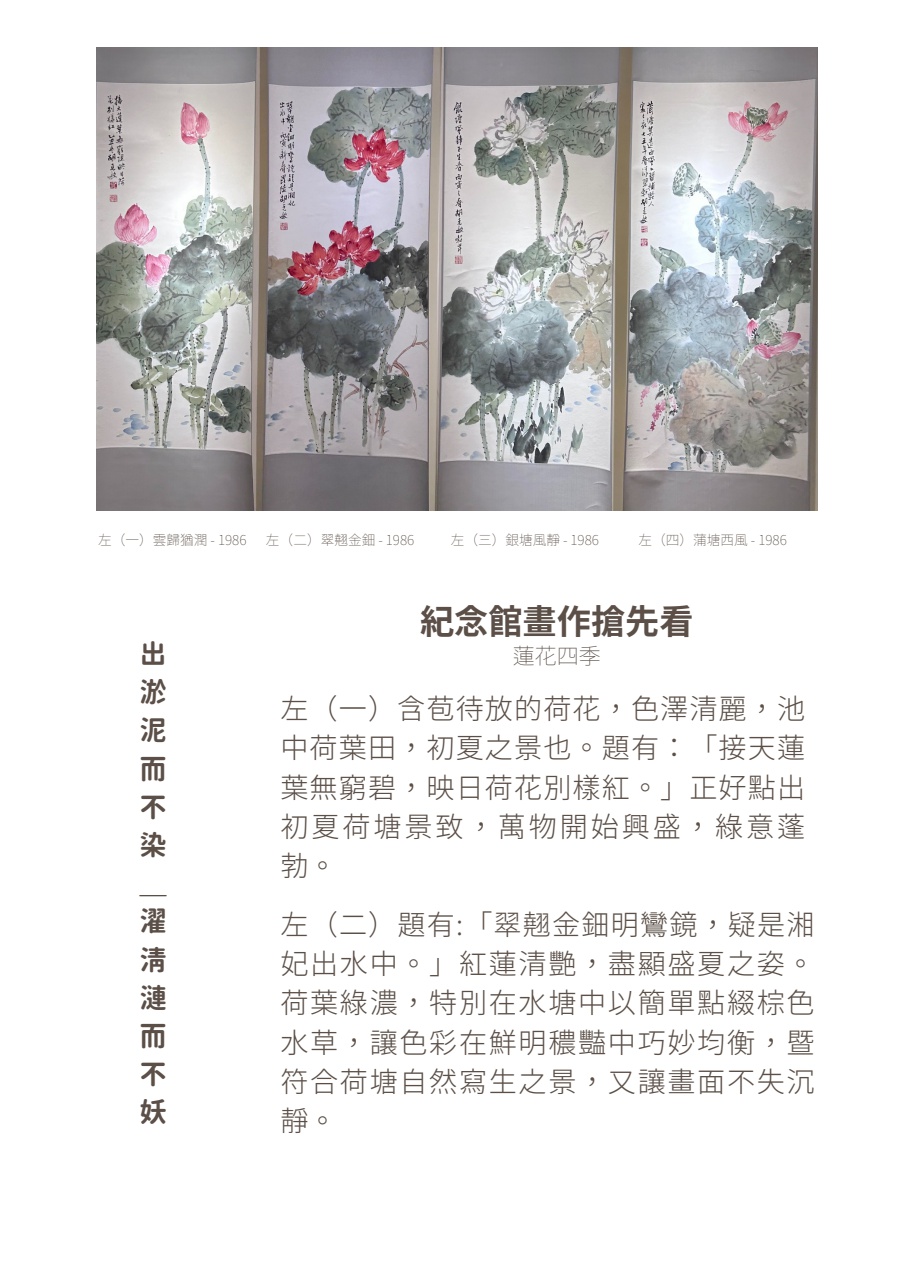 左（一）雲歸猶潤 - 1986
左（二）翠翹金鈿 - 1986
左（三）銀塘風靜 - 1986
左（四）蒲塘西風 - 1986
紀念館畫作搶先看
蓮花四季
出淤泥而不染｜濯淸漣而不妖
左（一）含苞待放的荷花，色澤清麗，池
中荷葉田，初夏之景也。題有：「接天蓮
葉無窮碧，映日荷花別樣紅。」正好點出
初夏荷塘景致，萬物開始興盛，綠意蓬
勃。
左（二）題有:「翠翹金鈿明鸞鏡，疑是湘
妃出水中。」紅蓮清艷，盡顯盛夏之姿。
荷葉綠濃，特別在水塘中以簡單點綴棕色
水草，讓色彩在鮮明穠豔中巧妙均衡，暨
符合荷塘自然寫生之景，又讓畫面不失沉
靜。